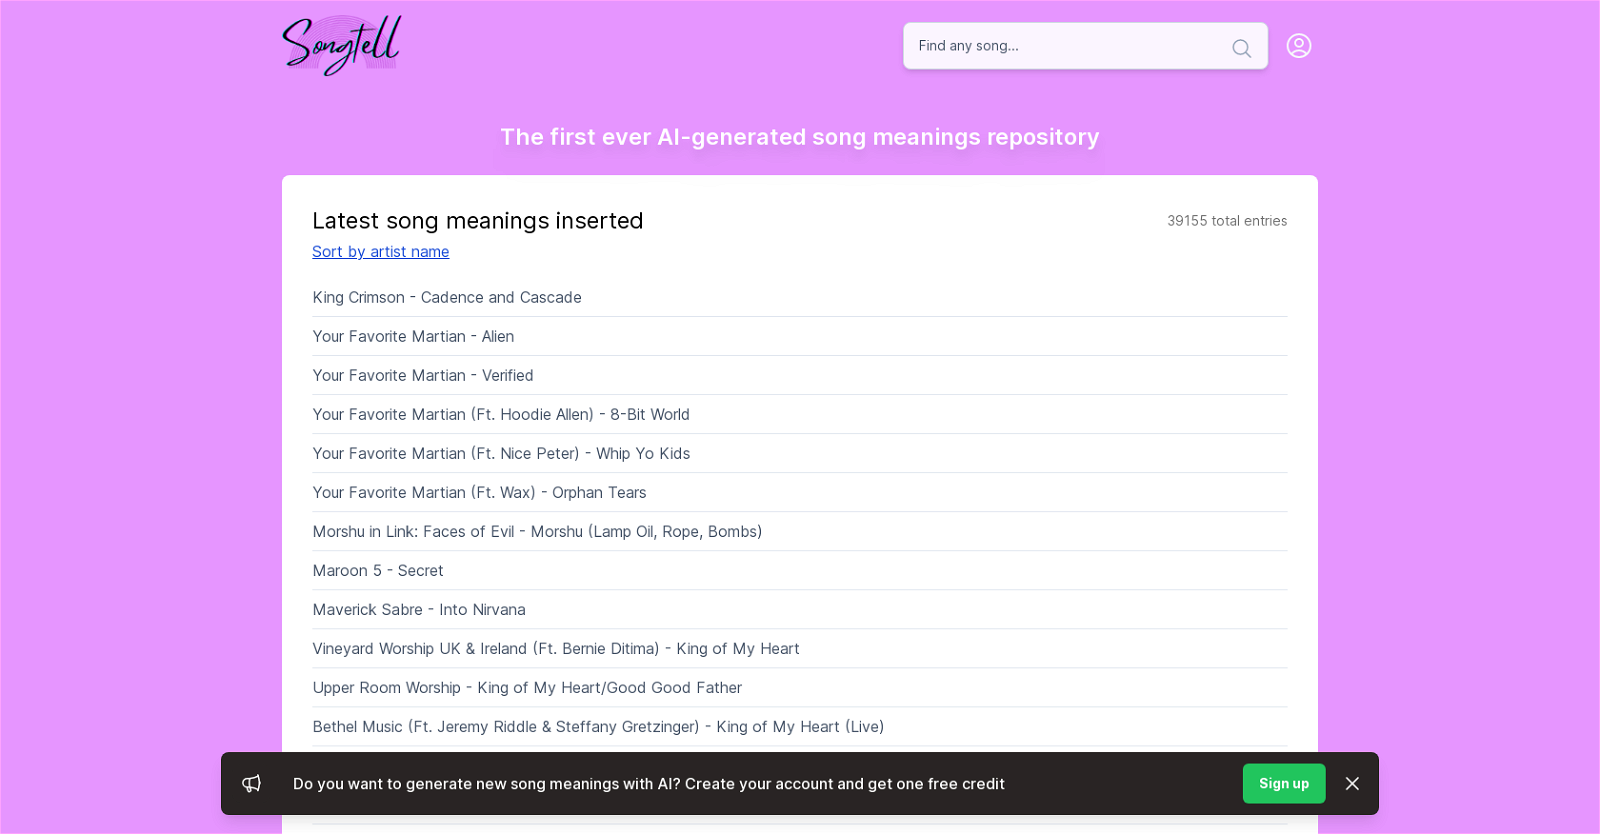 Songtell
Find any song...
The first ever AI-generated song meanings repository
Latest song meanings inserted
39155 total entries
Sort by artist name
King Crimson - Cadence and Cascade
Your Favorite Martian - Alien
Your Favorite Martian - Verified
Your Favorite Martian (Ft. Hoodie Allen) - 8-Bit World
Your Favorite Martian (Ft. Nice Peter) - Whip Yo Kids
Your Favorite Martian (Ft. Wax) - Orphan Tears
Morshu in Link: Faces of Evil - Morshu (Lamp Oil, Rope, Bombs)
Maroon 5 - Secret
Maverick Sabre - Into Nirvana
Vineyard Worship UK & Ireland (Ft. Bernie Ditima) - King of My Heart
Upper Room Worship - King of My Heart/Good Good Father
Bethel Music (Ft. Jeremy Riddle & Steffany Gretzinger) - King of My Heart (Live)
Do you want to generate new song meanings with AI? Create your account and get one free credit
Sign up